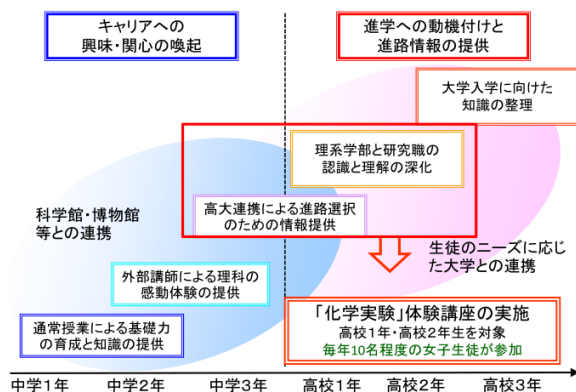 キャリアへの
興味・関心の喚起
進学への動機付けと
進路情報の提供
大学入学に向けた
知識の整理
理系学部と研究職の
認識と理解の深化
高大連携による進路選択
のための情報提供
科学館・博物館
等との連携
生徒のニーズに応じ
た大学との連携
外部講師による理科の
感動体験の提供
通常授業による基礎力
の育成と知識の提供
「化学実験」体験講座の実施
高校1年・高校2年生を対象
毎年10名程度の女子生徒が参加
中学1年 中学2年 中学3年 高校1年 高校2年 高校3年